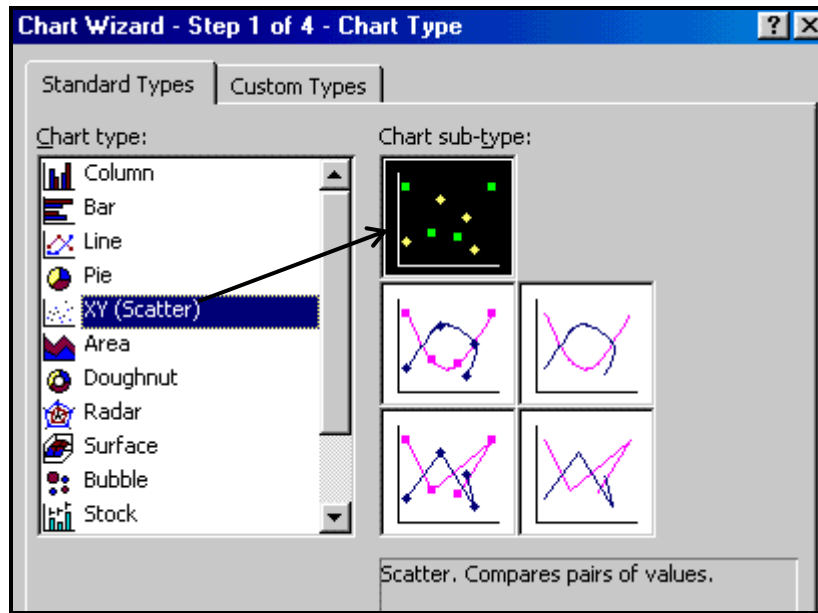 Chart Wizard - Step 1 of 4 - Chart Type
Standard Types
Custom Types
Chart type:
Chart sub-type:
Column
Bar
Line
Pie
XY (Scatter)
Area
Doughnut
Radar
Surface
Bubble
Stock
Scatter. Compares pairs of values.